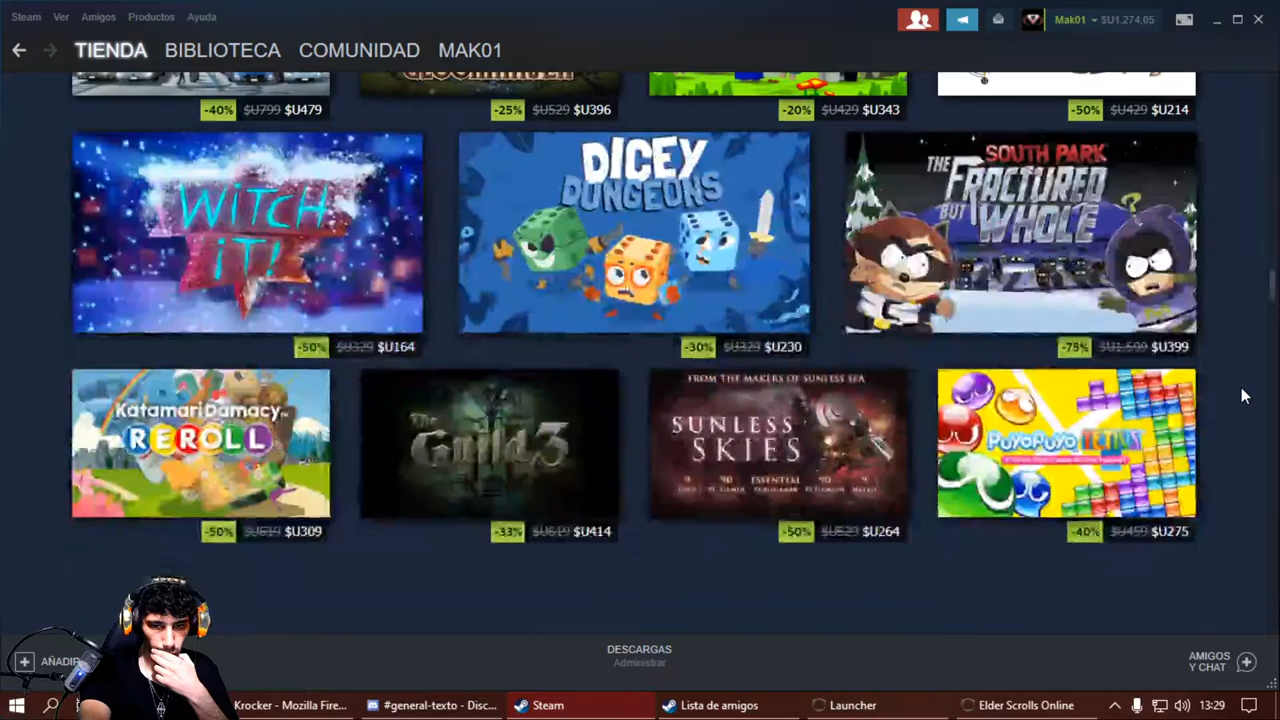 Steam Ver Amigos Productos Ayuda
Mak01 $U1.274,05
TIENDA BIBLIOTECA COMUNIDAD MAK01
-40% $U799 $U479
-25% $U529 $U396
-20% $U429 $U343
-50% $U429 $U214
WiTCH iT!
DICEY
DUNGEONS
SOUTH PARK
THE FRACTURED
BUT WHOLE
-50% $U329 $U164
-30% $U329 $U230
-75% $U1.599 $U399
Katamari Damacy
REROLL
The Guild 3
FROM THE MAKERS OF SUNLESS SEA
SUNLESS
SKIES
PuyoPuyo TETRIS
-50% $U619 $U309
-33% $U619 $U414
-50% $U529 $U264
-40% $U459 $U275
AÑADIR
DESCARGAS
Administrar
AMIGOS
Y CHAT
Krocker - Mozilla Fire...
#general-texto - Disc...
Steam
Lista de amigos
Launcher
Elder Scrolls Online
13:29